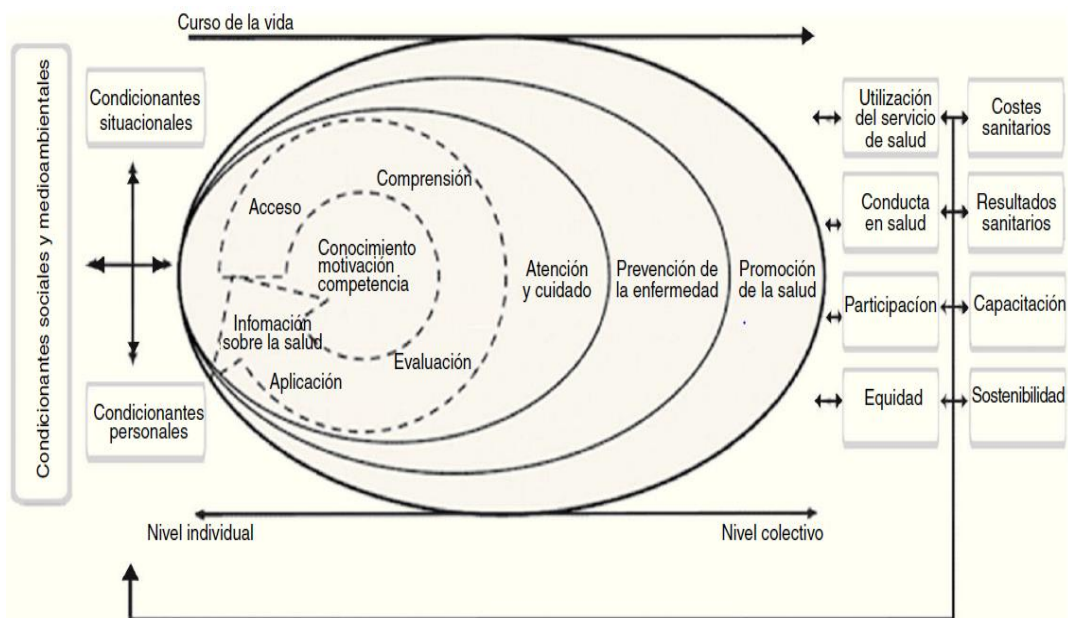 Curso de la vida
Condicionantes sociales y medioambientales
Condicionantes
situacionales
Condicionantes
personales
Acceso
Comprensión
Conocimiento
motivación
competencia
Infomación
sobre la salud
Aplicación
Evaluación
Atención
y cuidado
Prevención de
la enfermedad
Promoción
de la salud
Utilización
del servicio
de salud
Costes
sanitarios
Conducta
en salud
Resultados
sanitarios
Participacíon
Capacitación
Equidad
Sostenibilidad
Nivel individual
Nivel colectivo